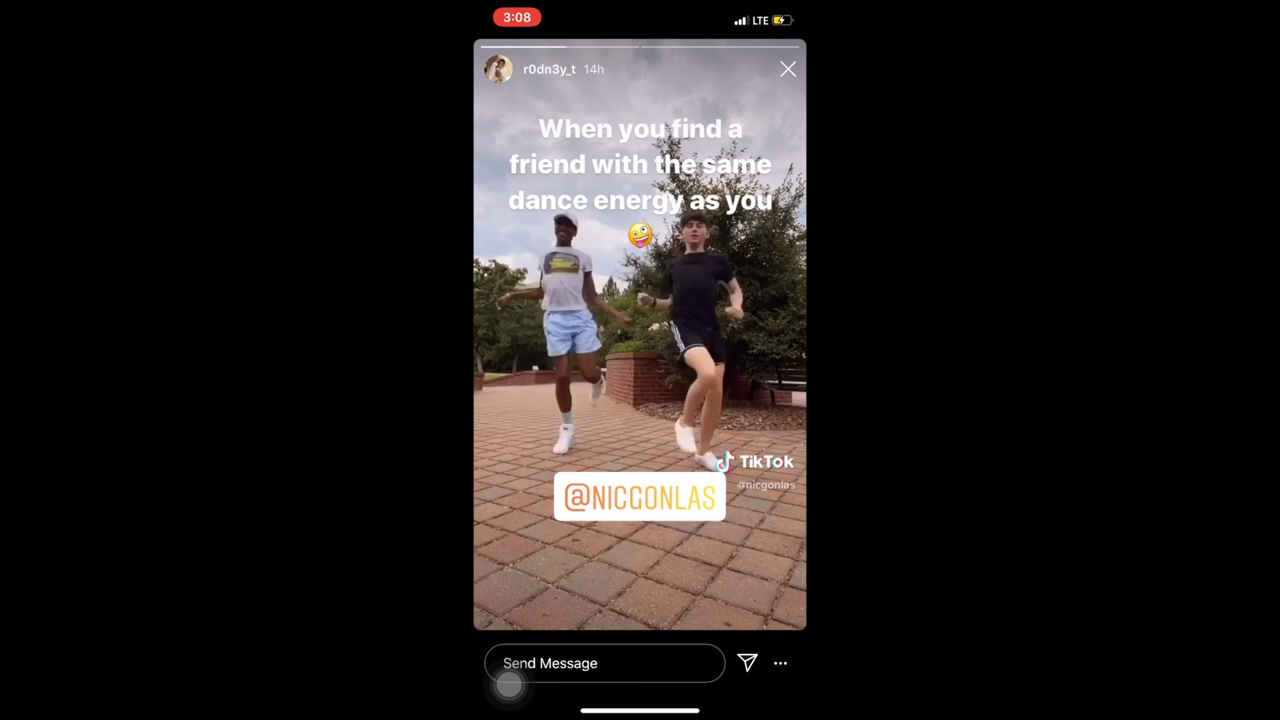 3:08
LTE
r0dn3y_t 14h
When you find a
friend with the same
dance energy as you
🤪
TikTok
@nicgonlas
@NICGONLAS
Send Message